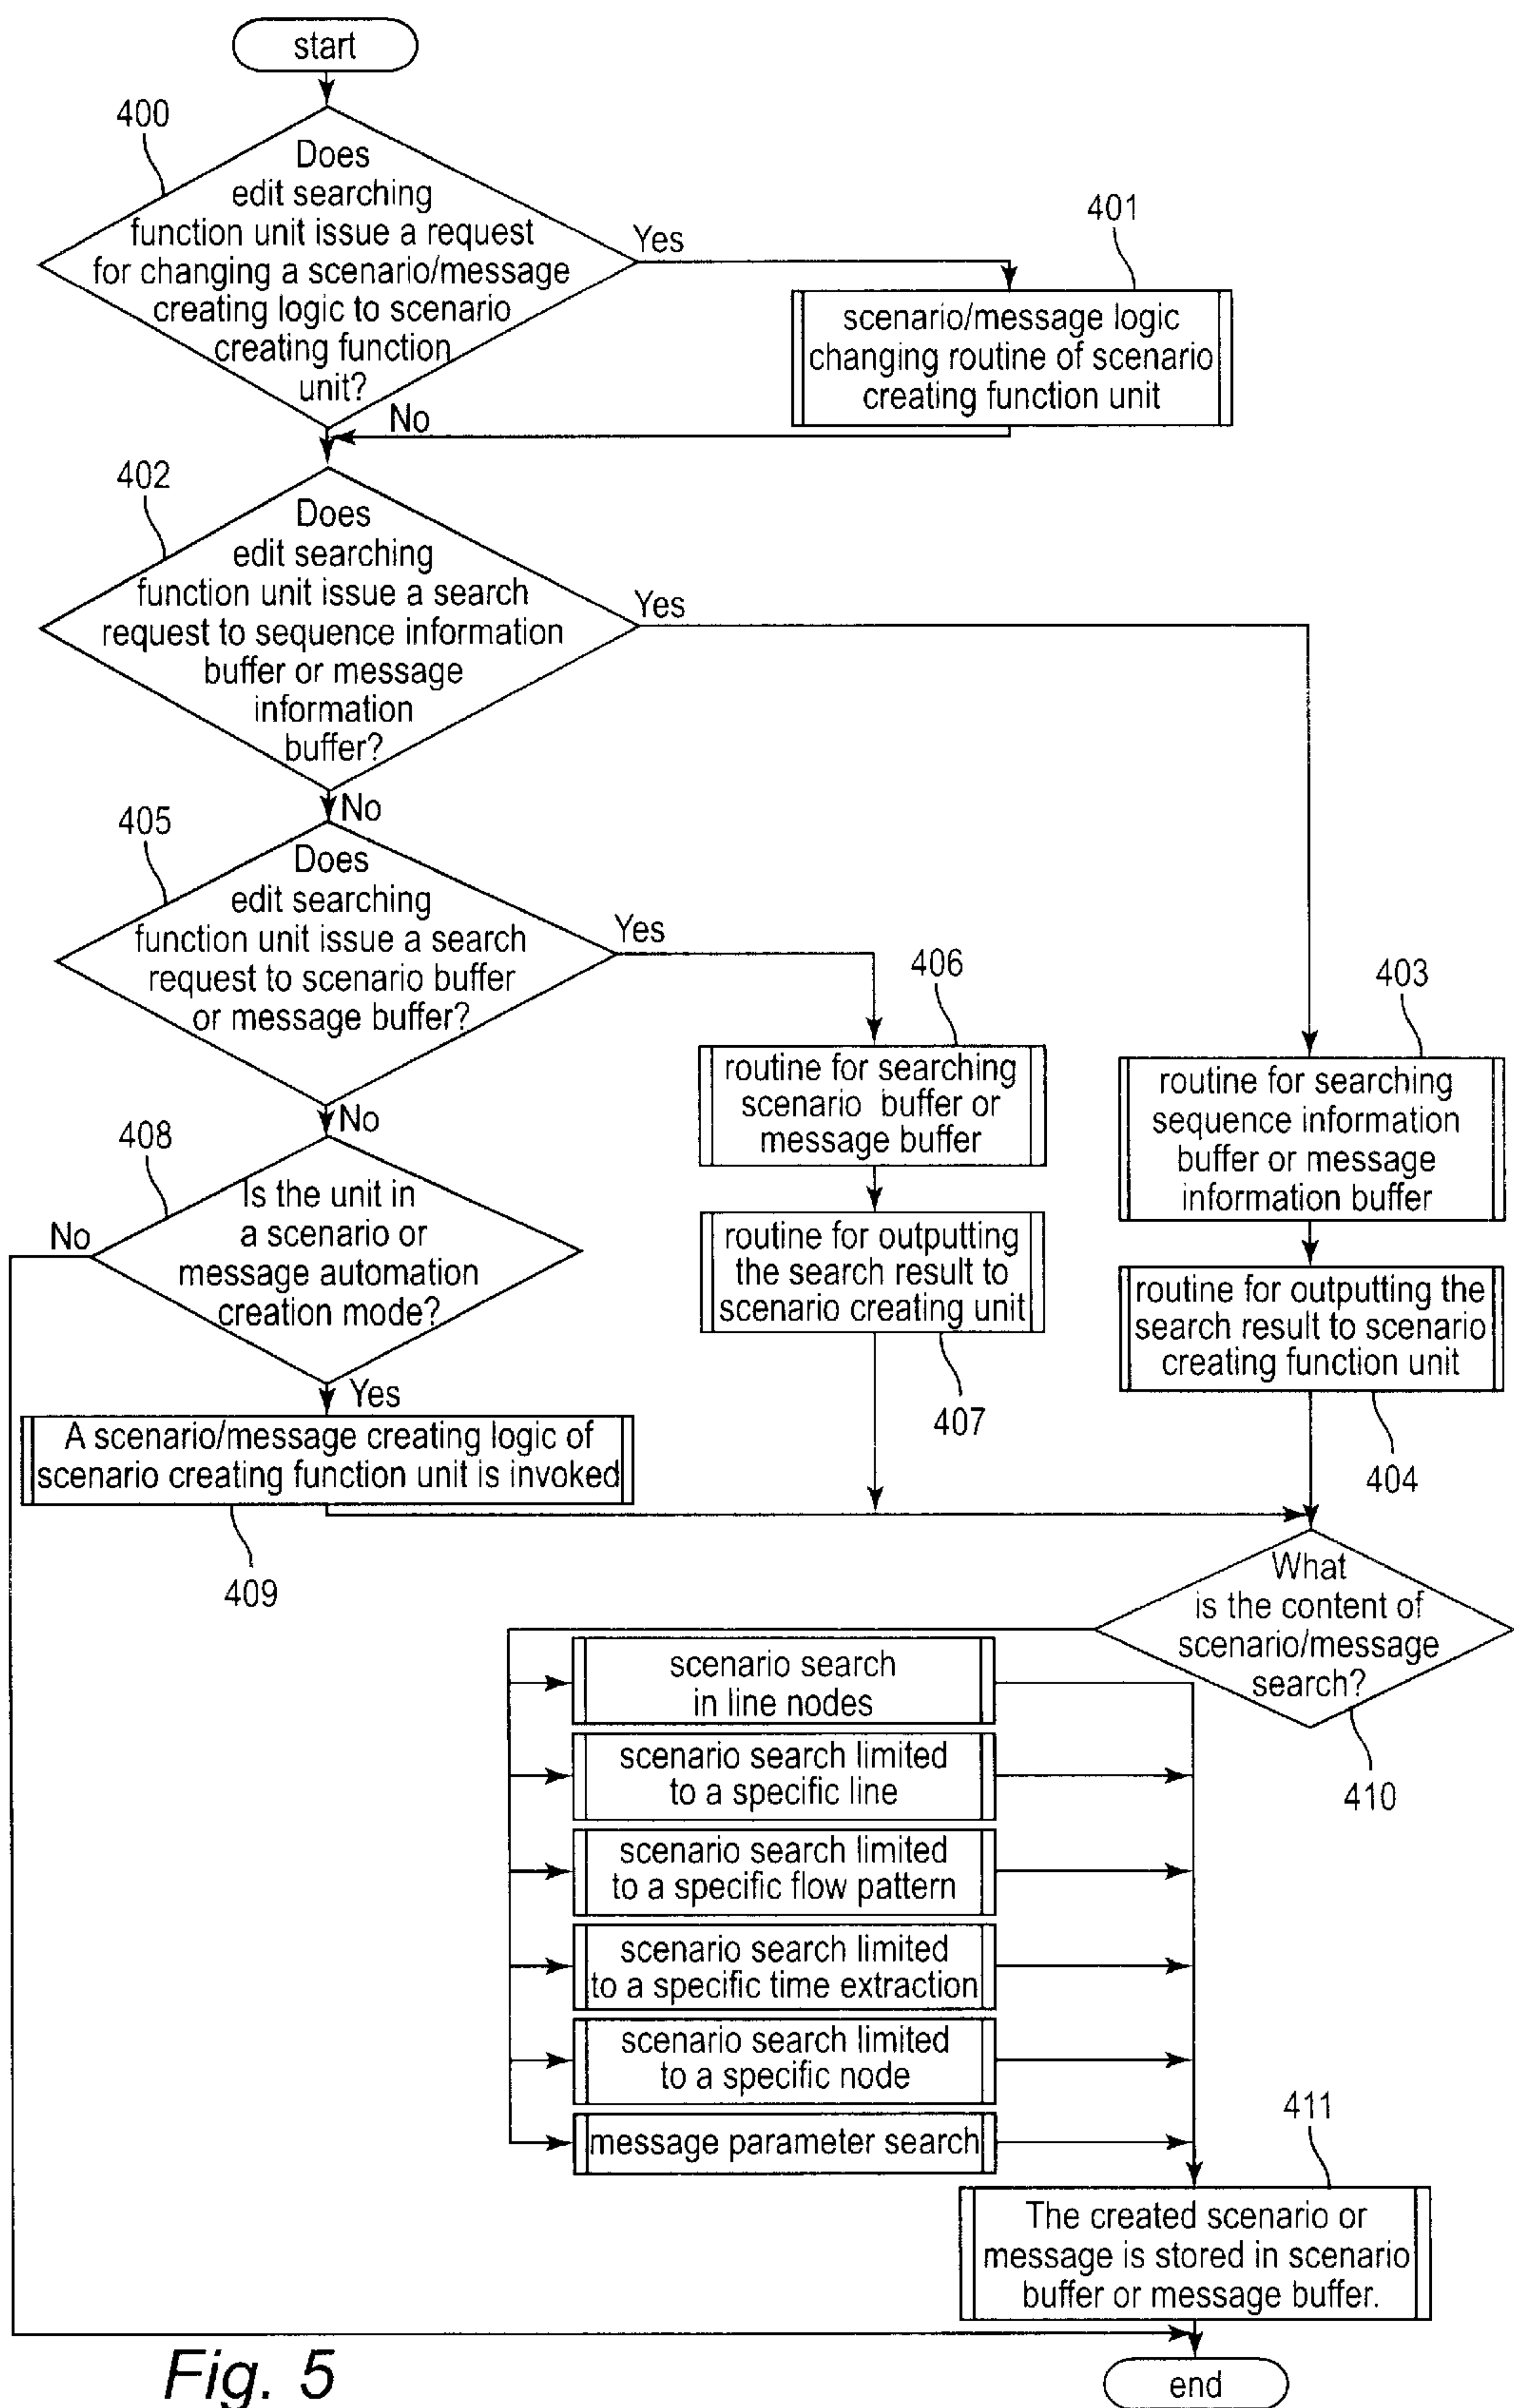 start
400
Does
edit searching
function unit issue a request
for changing a scenario/message
creating logic to scenario
creating function
unit?
Yes
401
scenario/message logic
changing routine of scenario
creating function unit
No
402
Does
edit searching
function unit issue a search
request to sequence information
buffer or message
information
buffer?
Yes
No
405
Does
edit searching
function unit issue a search
request to scenario buffer
or message buffer?
Yes
406
routine for searching
scenario buffer or
message buffer
403
routine for searching
sequence information
buffer or message
information buffer
No
408
Is the unit in
a scenario or
message automation
creation mode?
No
routine for outputting
the search result to
scenario creating unit
407
routine for outputting the
search result to scenario
creating function unit
404
Yes
A scenario/message creating logic of
scenario creating function unit is invoked
409
What
is the content of
scenario/message
search?
410
scenario search
in line nodes
scenario search limited
to a specific line
scenario search limited
to a specific flow pattern
scenario search limited
to a specific time extraction
scenario search limited
to a specific node
message parameter search
411
The created scenario or
message is stored in scenario
buffer or message buffer.
end
Fig. 5